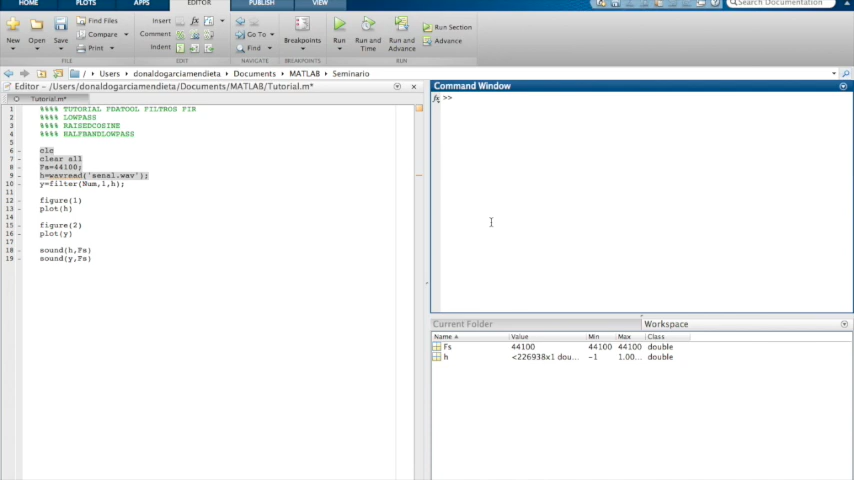 HOME PLOTS APPS EDITOR PUBLISH VIEW
Search Documentation
New Open Save Find Files Compare Print
Insert Comment Indent
Go To Find
Breakpoints
Run Run and Time Run and Advance Run Section Advance
FILE EDIT NAVIGATE BREAKPOINTS RUN
/ Users donaldogarciamendieta Documents MATLAB Seminario
Editor - /Users/donaldogarciamendieta/Documents/MATLAB/Tutorial.m*
Tutorial.m*
1 %%%% TUTORIAL FDATOOL FILTROS FIR
2 %%%% LOWPASS
3 %%%% RAISEDCOSINE
4 %%%% HALFBANDLOWPASS
5
6 - clc
7 - clear all
8 - Fs=44100;
9 - h=wavread('senal.wav');
10 - y=filter(Num,1,h);
11
12 - figure(1)
13 - plot(h)
14
15 - figure(2)
16 - plot(y)
17
18 - sound(h,Fs)
19 - sound(y,Fs)
Command Window
fx >>
Current Folder Workspace
Name Value Min Max Class
Fs 44100 44100 44100 double
h <226938x1 dou... -1 1.00... double